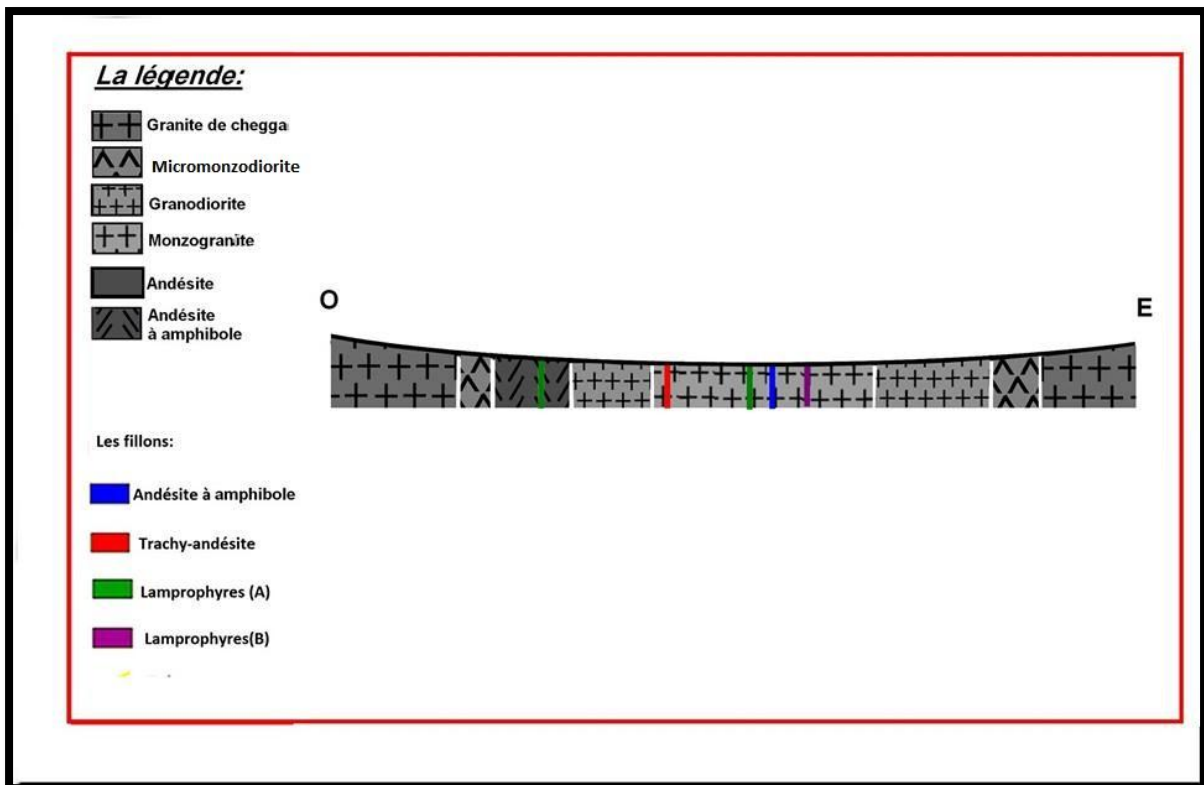 La légende:
Granite de chegga
Micromonzodiorite
Granodiorite
Monzogranite
Andésite
Andésite
à amphibole
O
E
Les fillons:
Andésite à amphibole
Trachy-andésite
Lamprophyres (A)
Lamprophyres(B)